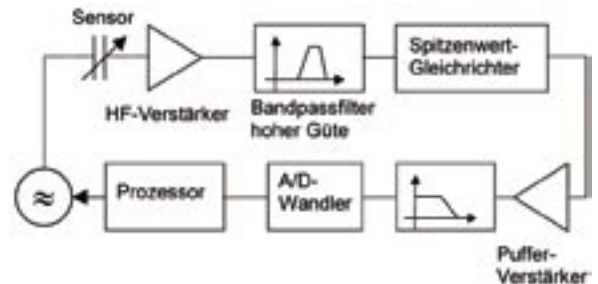 Sensor
HF-Verstärker
Bandpassfilter
hoher Güte
Spitzenwert-
Gleichrichter
Prozessor
A/D-
Wandler
Puffer-
Verstärker